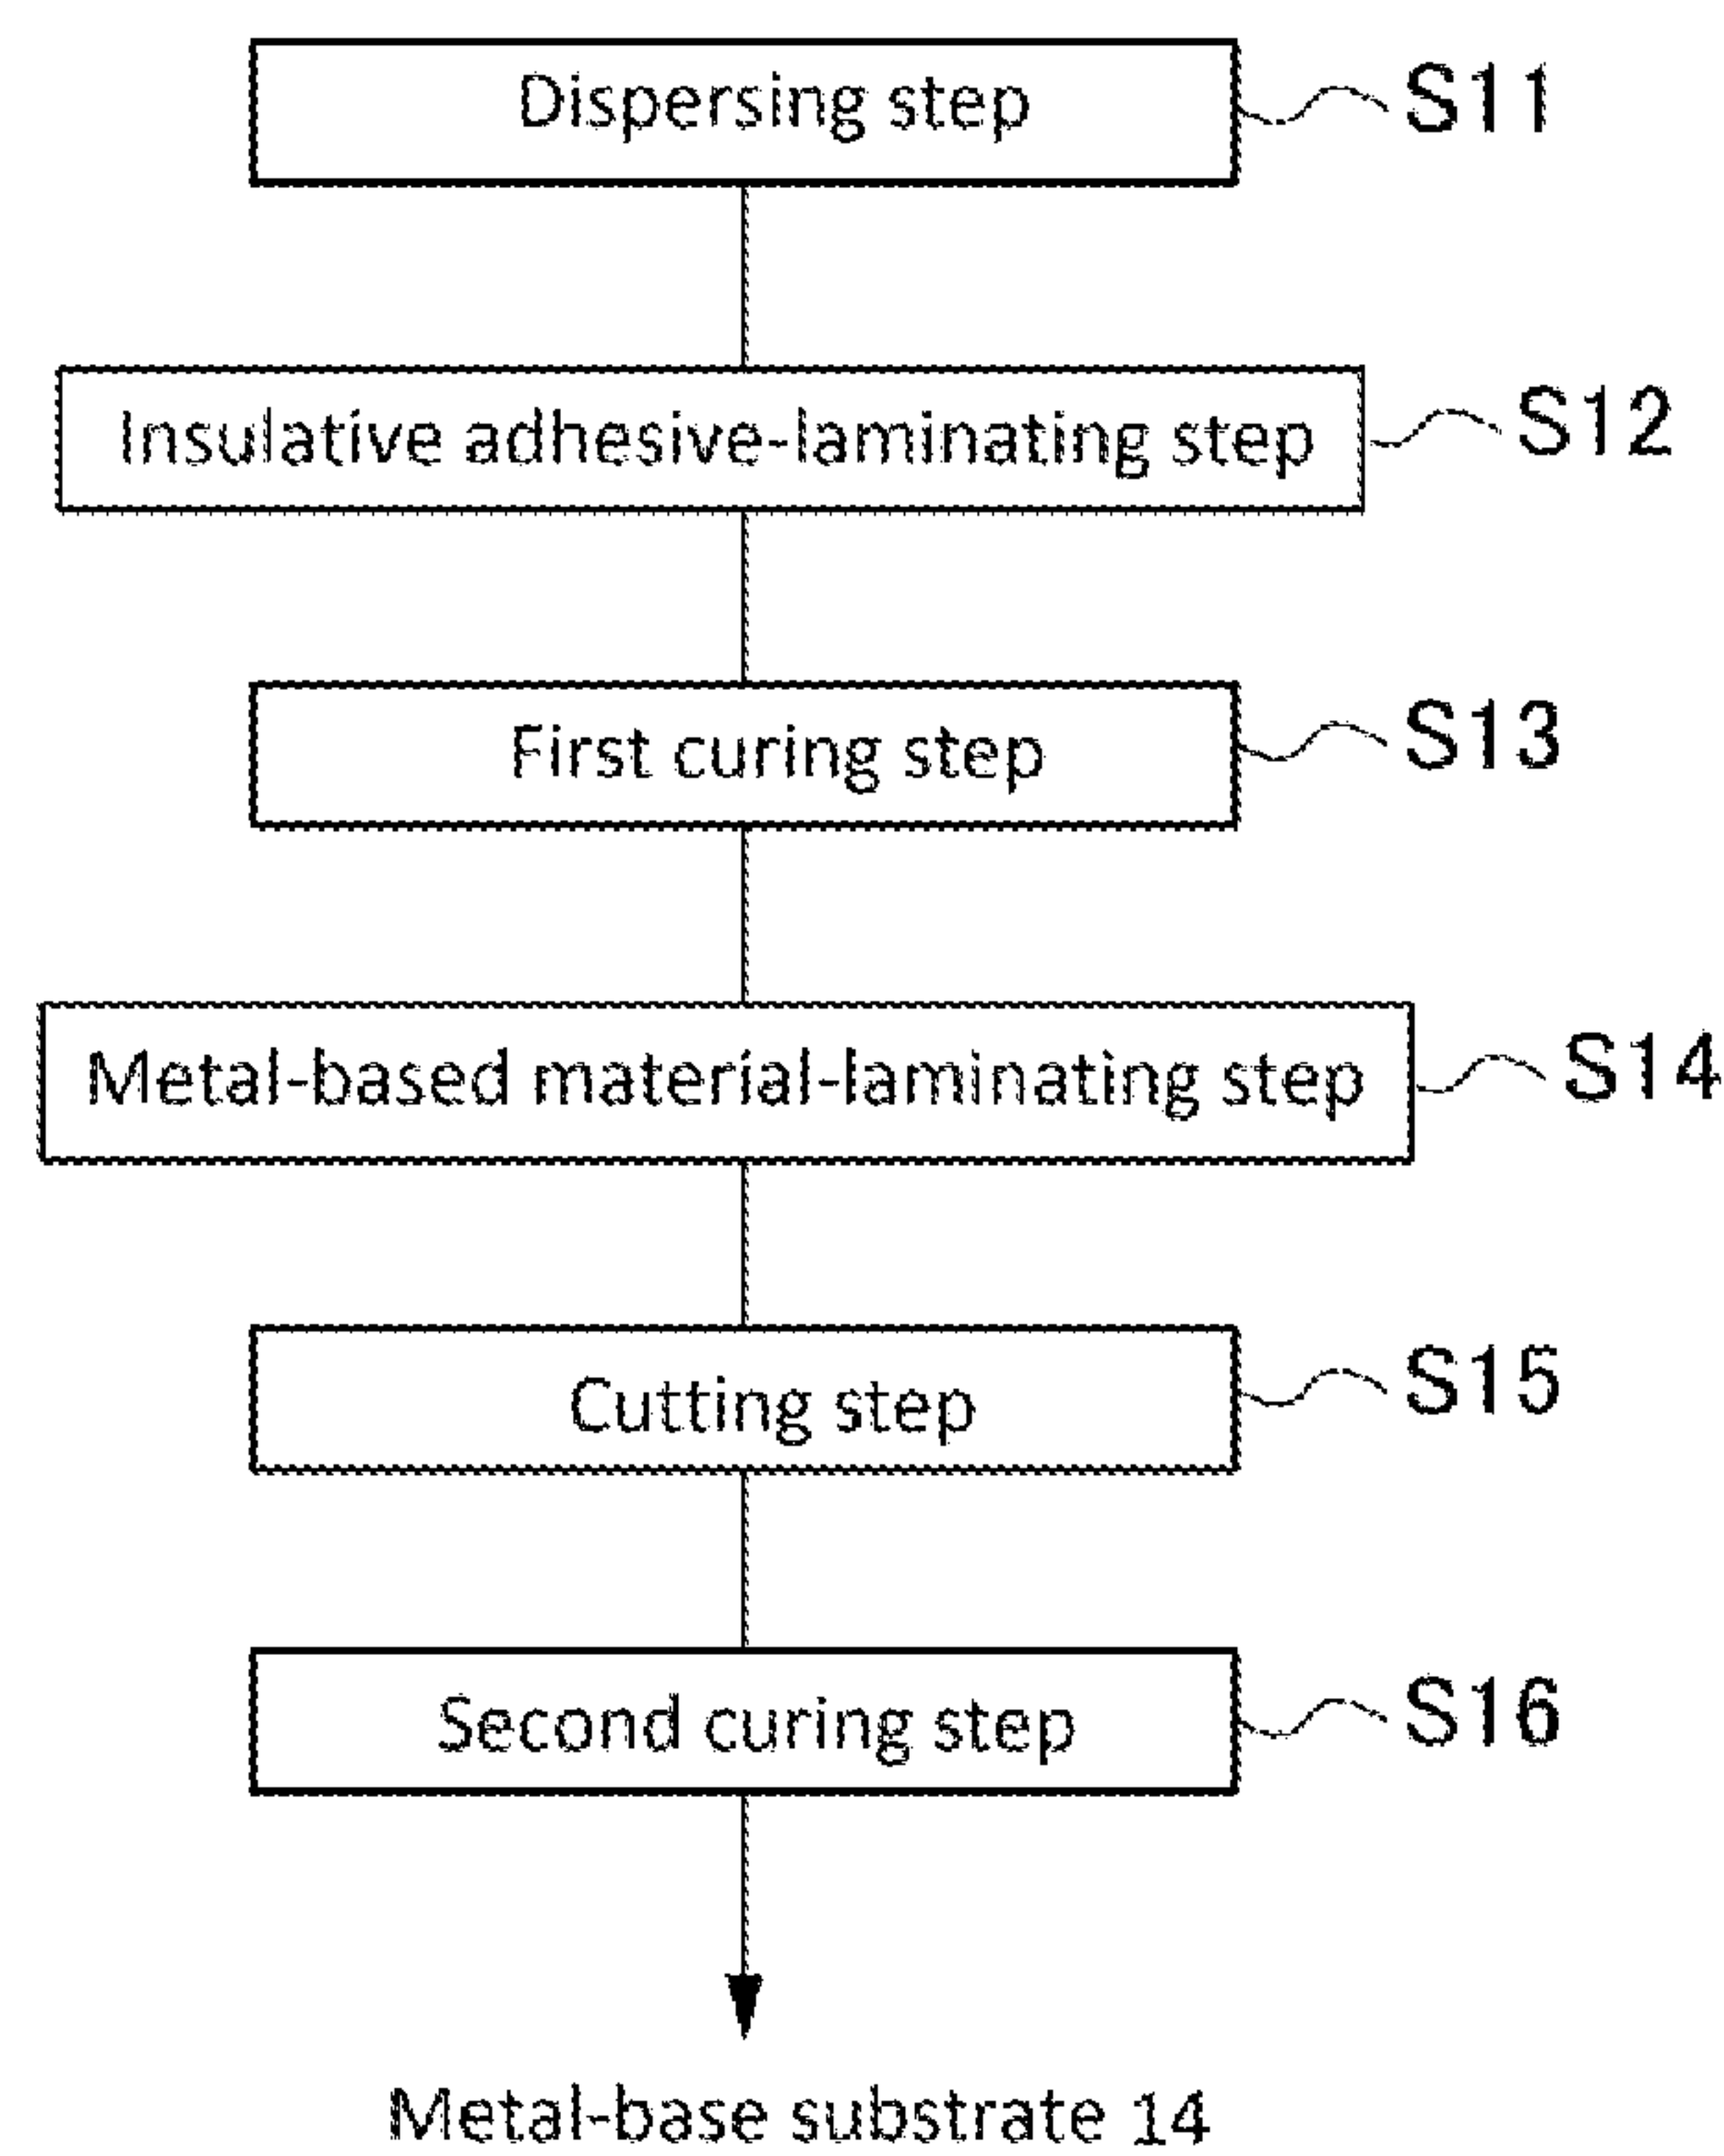 Dispersing step S11
Insulative adhesive-laminating step S12
First curing step S13
Metal-based material-laminating step S14
Cutting step S15
Second curing step S16
Metal-base substrate 14